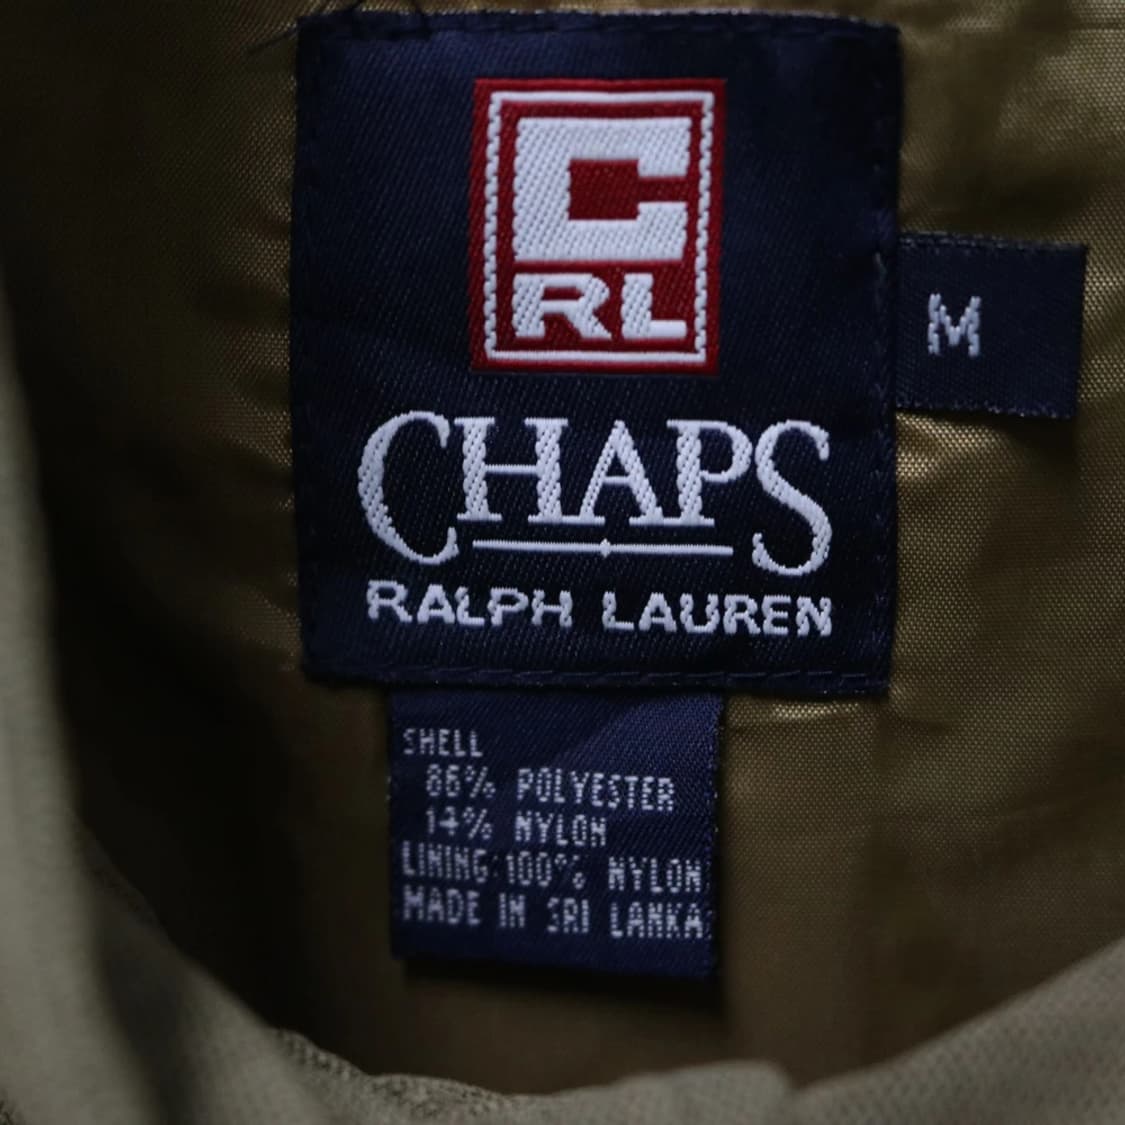 C
RL
CHAPS
RALPH LAUREN
M
SHELL
86% POLYESTER
14% NYLON
LINING:100% NYLON
MADE IN SRI LANKA